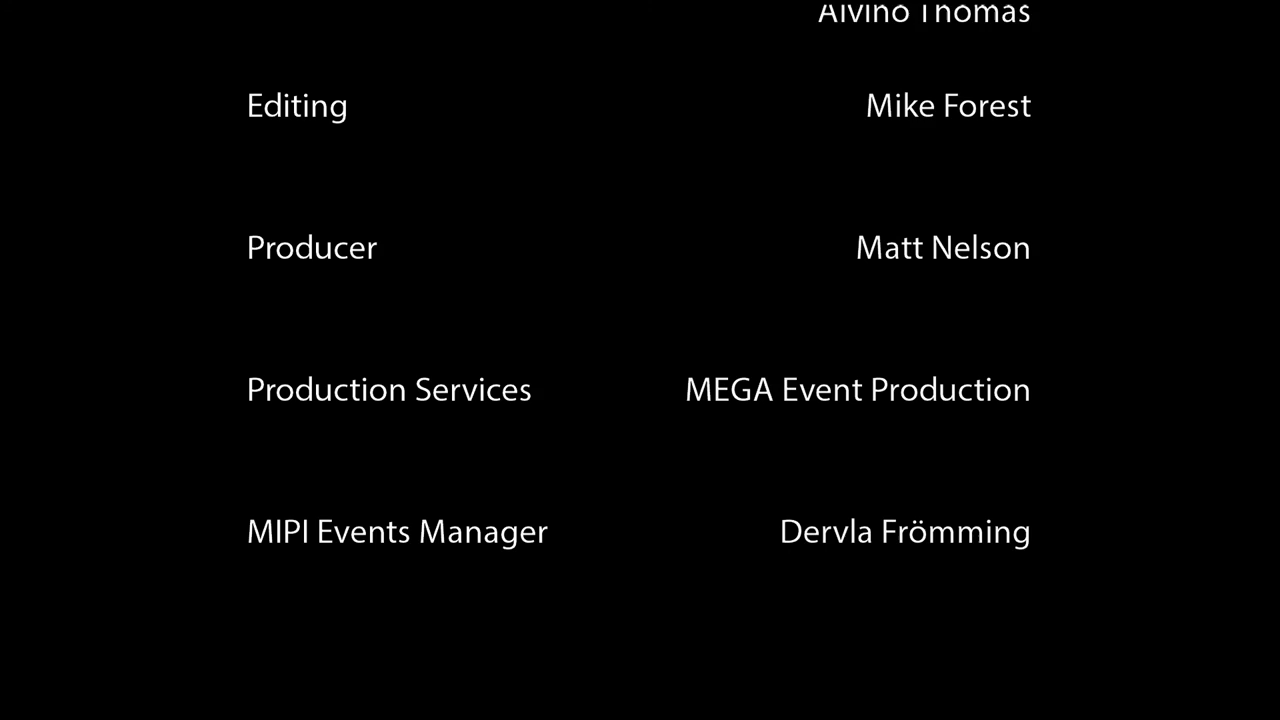 Alvino Thomas
Editing Mike Forest
Producer Matt Nelson
Production Services MEGA Event Production
MIPI Events Manager Dervla Frömming